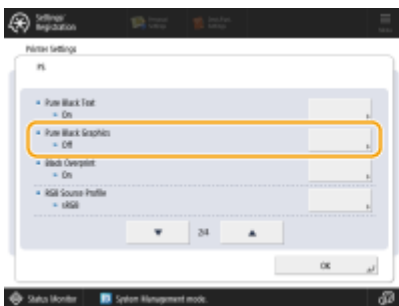 Settings/
Registration
Printer Settings
PS
Pure Black Text
On
Pure Black Graphics
Off
Black Overprint
On
RGB Source Profile
sRGB
2/4
OK
Status Monitor
System Management mode.